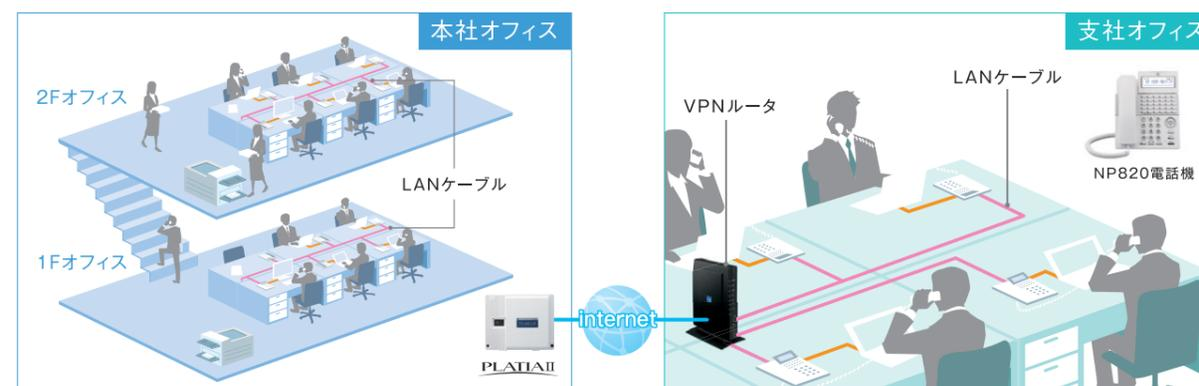 本社オフィス
2Fオフィス
LANケーブル
1Fオフィス
PLATIAII
internet
支社オフィス
LANケーブル
VPNルータ
NP820電話機